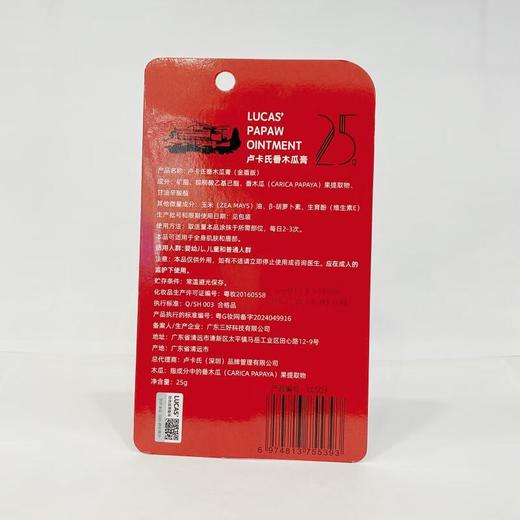 LUCAS'
PAPAW
OINTMENT
卢卡氏番木瓜膏
25g
产品名称：卢卡氏番木瓜膏（金盾版）
成分：矿脂、棕榈酸乙基己酯、番木瓜（CARICA PAPAYA）果提取物、
甘油辛酸酯
其他微量成分：玉米（ZEA MAYS）油、β-胡萝卜素、生育酚（维生素E）
生产批号和限期使用日期：见包装
使用方法：取适量本品涂抹于所需部位，每日2-3次。
本品可适用于全身肌肤和唇部。
适用人群：婴幼儿、儿童和普通人群
注意：本品仅供外用，如有不适请立即停止使用或咨询医生。应在成人的
监护下使用。
贮存条件：常温避光保存。
化妆品生产许可证编号：粤妆20160558
执行标准：Q/SH 003 合格品
产品执行的标准编号：粤G妆网备字2024049916
备案人/生产企业：广东三好科技有限公司
地址：广东省清远市清新区太平镇马岳工业区田心路12-9号
产地：广东省清远市
总代理商：卢卡氏（深圳）品牌管理有限公司
木瓜：指成分中的番木瓜（CARICA PAPAYA）果提取物
净含量：25g
LUCAS'
产品编号：
6 974813 755393